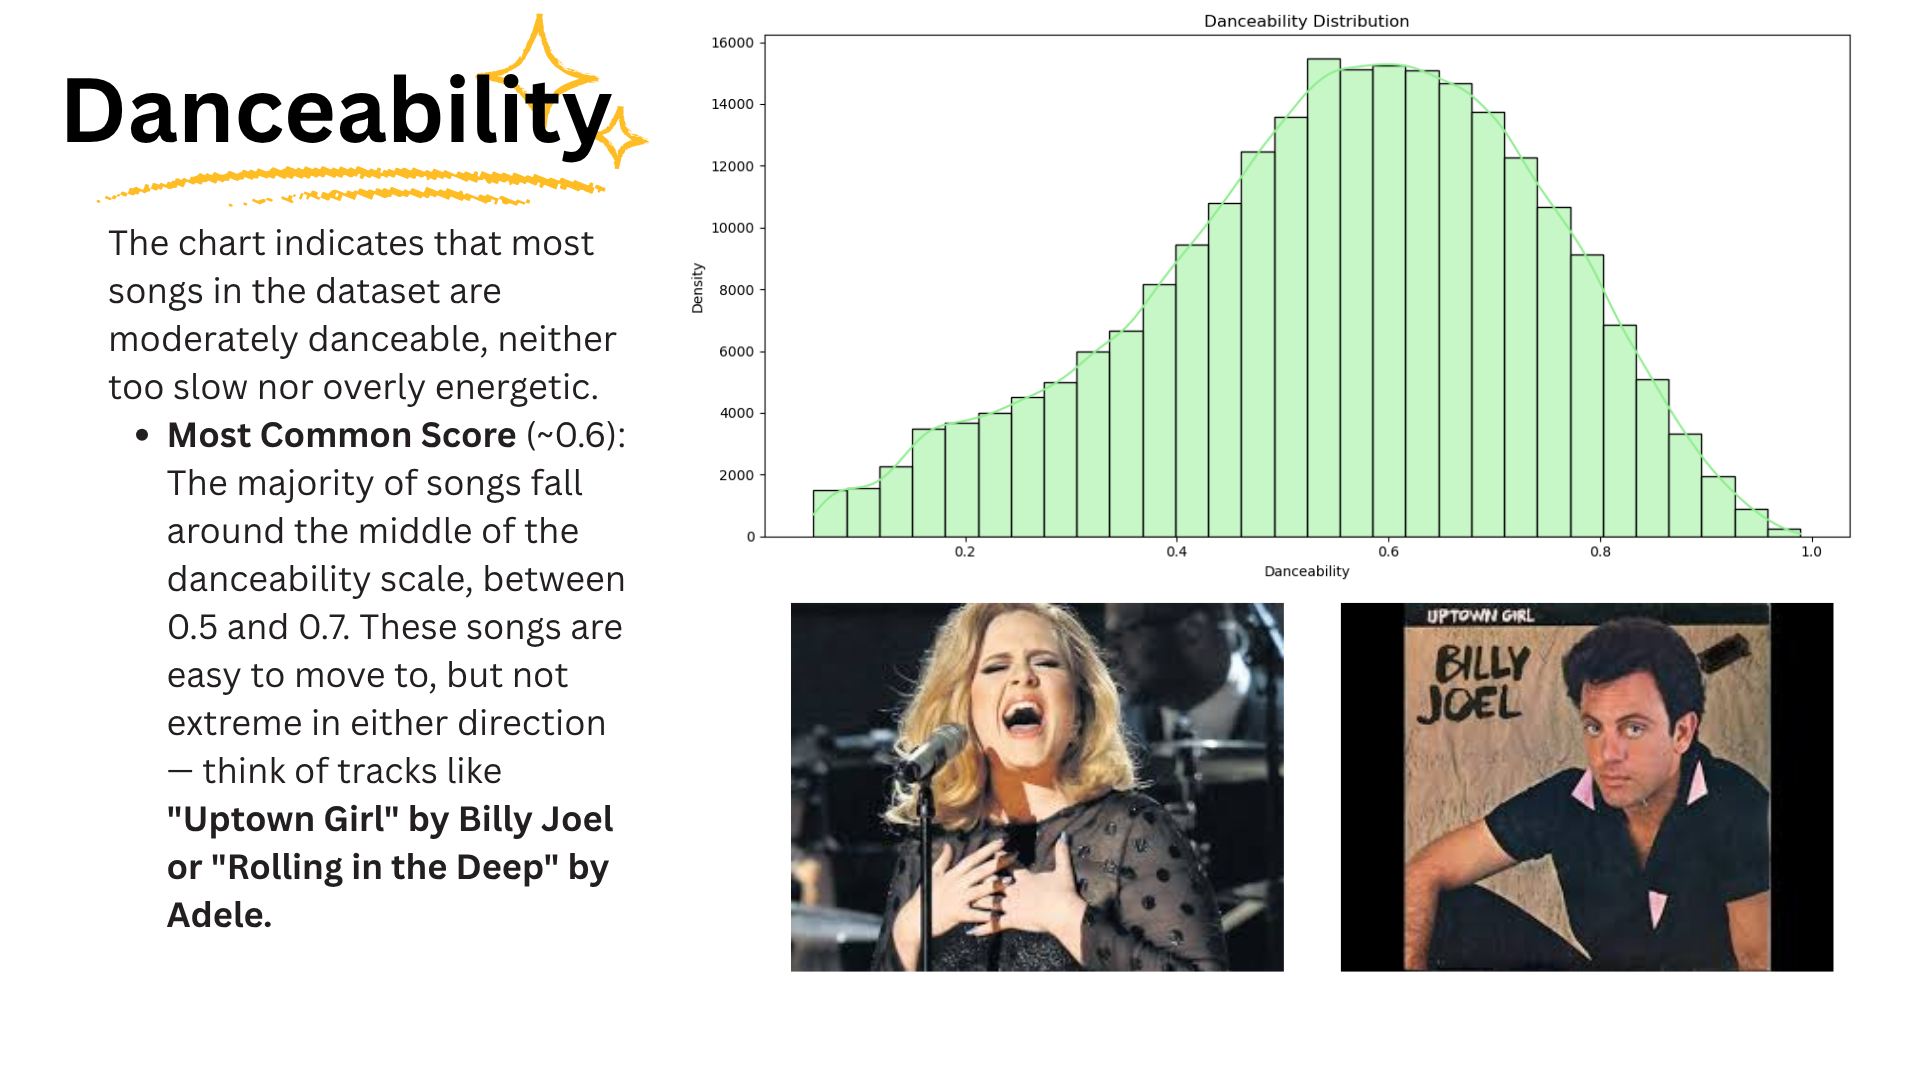 Danceability
The chart indicates that most
songs in the dataset are
moderately danceable, neither
too slow nor overly energetic.
• Most Common Score (~0.6):
The majority of songs fall
around the middle of the
danceability scale, between
0.5 and 0.7. These songs are
easy to move to, but not
extreme in either direction
— think of tracks like
"Uptown Girl" by Billy Joel
or "Rolling in the Deep" by
Adele.
Danceability Distribution
16000
14000
12000
10000
8000
6000
4000
2000
0
Density
0.2 0.4 0.6 0.8 1.0
Danceability
UPTOWN GIRL
BILLY
JOEL